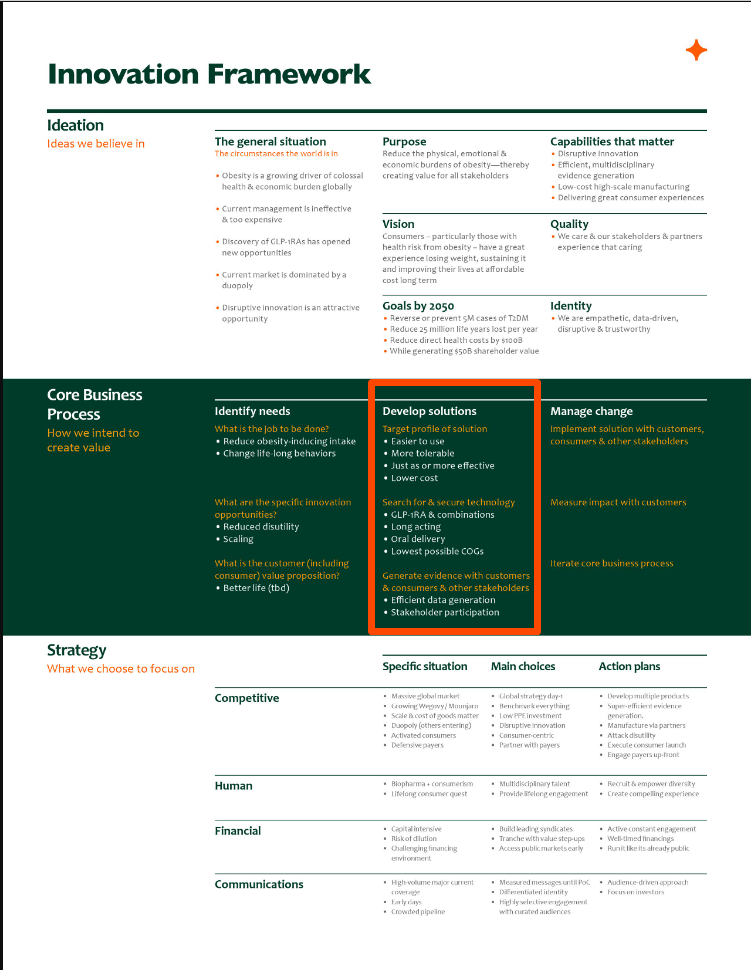 Innovation Framework
Ideation
Ideas we believe in
The general situation
The circumstances the world is in
• Obesity is a growing driver of colossal
health & economic burden globally
• Current management is ineffective
& too expensive
• Discovery of GLP-1RAs has opened
new opportunities
• Current market is dominated by a
duopoly
• Disruptive innovation is an attractive
opportunity
Purpose
Reduce the physical, emotional &
economic burdens of obesity—thereby
creating value for all stakeholders
Vision
Consumers – particularly those with
health risk from obesity – have a great
experience losing weight, sustaining it
and improving their lives at affordable
cost long term
Goals by 2050
• Reverse or prevent 5M cases of T2DM
• Reduce 25 million life years lost per year
• Reduce direct health costs by $100B
• While generating $50B shareholder value
Capabilities that matter
• Disruptive innovation
• Efficient, multidisciplinary
evidence generation
• Low-cost high-scale manufacturing
• Delivering great consumer experiences
Quality
• We care & our stakeholders & partners
experience that caring
Identity
• We are empathetic, data-driven,
disruptive & trustworthy
Core Business
Process
How we intend to
create value
Identify needs
What is the job to be done?
• Reduce obesity-inducing intake
• Change life-long behaviors
What are the specific innovation
opportunities?
• Reduced disutility
• Scaling
What is the customer (including
consumer) value proposition?
• Better life (tbd)
Develop solutions
Target profile of solution
• Easier to use
• More tolerable
• Just as or more effective
• Lower cost
Search for & secure technology
• GLP-1RA & combinations
• Long acting
• Oral delivery
• Lowest possible COGs
Generate evidence with customers
& consumers & other stakeholders
• Efficient data generation
• Stakeholder participation
Manage change
Implement solution with customers,
consumers & other stakeholders
Measure impact with customers
Iterate core business process
Strategy
What we choose to focus on
Specific situation
Main choices
Action plans
Competitive
• Massive global market
• Growing Wegovy / Mounjaro
• Scale & cost of goods matter
• Duopoly (others entering)
• Activated consumers
• Defensive payers
• Global strategy day-1
• Benchmark everything
• Low PPE investment
• Disruptive innovation
• Consumer-centric
• Partner with payers
• Develop multiple products
• Super-efficient evidence
generation.
• Manufacture via partners
• Attack disutility
• Execute consumer launch
• Engage payers up-front
Human
• Biopharma + consumerism
• Lifelong consumer quest
• Multidisciplinary talent
• Provide lifelong engagement
• Recruit & empower diversity
• Create compelling experience
Financial
• Capital intensive
• Risk of dilution
• Challenging financing
environment
• Build leading syndicates
• Tranche with value step-ups
• Access public markets early
• Active constant engagement
• Well-timed financings
• Run it like its already public
Communications
• High-volume major current
coverage
• Early days
• Crowded pipeline
• Measured messages until PoC
• Differentiated identity
• Highly selective engagement
with curated audiences
• Audience-driven approach
• Focus on investors